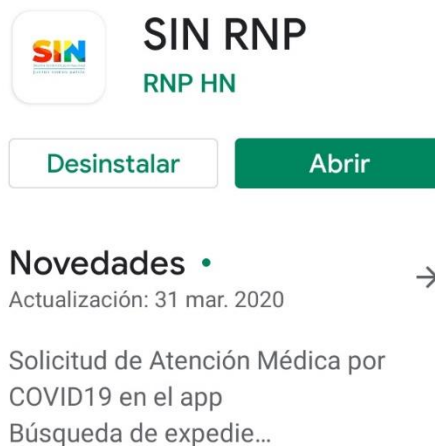 SIN
SIN RNP
RNP HN
Desinstalar
Abrir
Novedades •
Actualización: 31 mar. 2020
Solicitud de Atención Médica por
COVID19 en el app
Búsqueda de expedie...